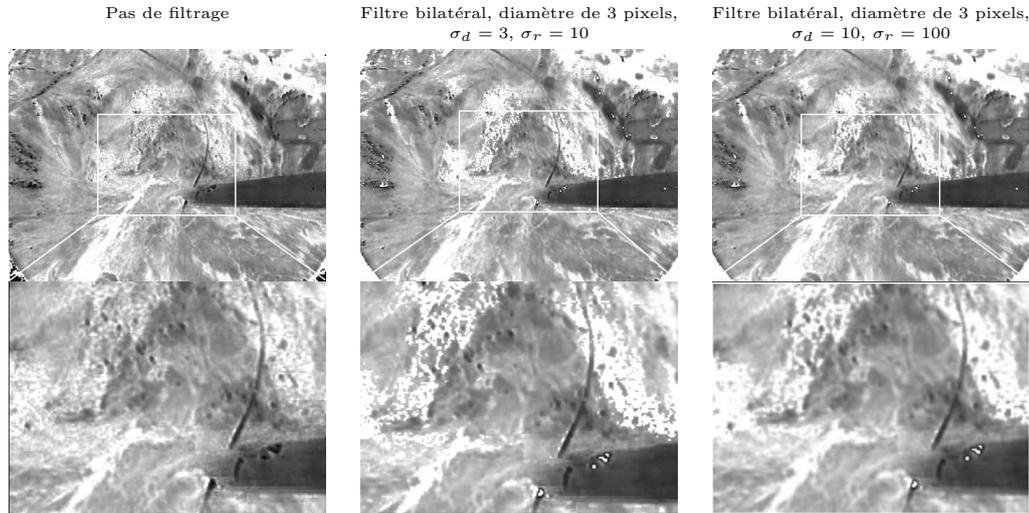 Pas de filtrage
Filtre bilatéral, diamètre de 3 pixels,
σ_d = 3, σ_r = 10
Filtre bilatéral, diamètre de 3 pixels,
σ_d = 10, σ_r = 100